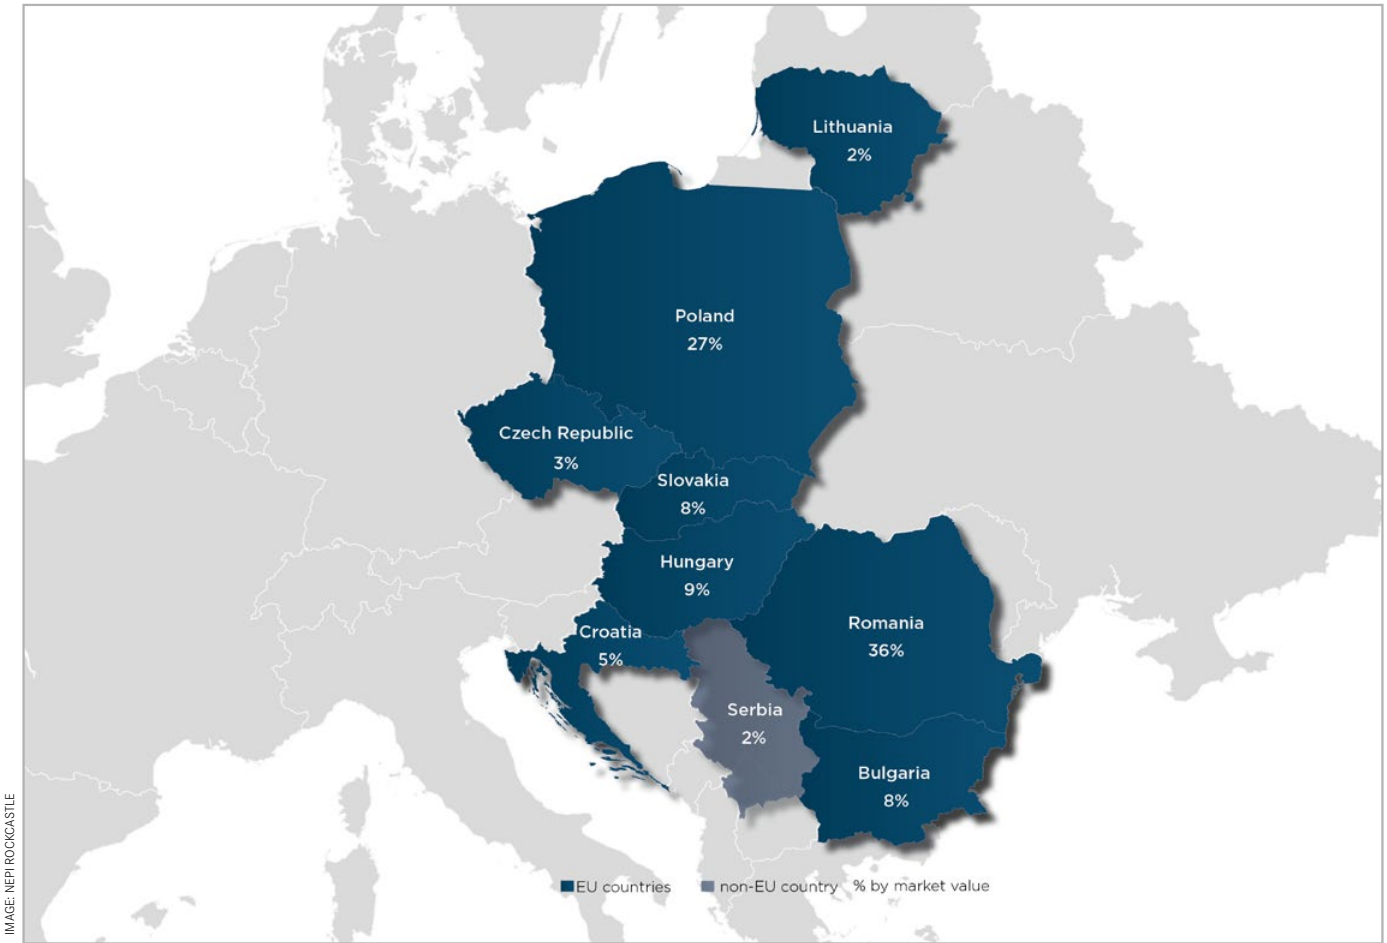 Lithuania
2%
Poland
27%
Czech Republic
3%
Slovakia
8%
Hungary
9%
Romania
36%
Croatia
5%
Serbia
2%
Bulgaria
8%
EU countries non-EU country % by market value
IMAGE: NEPI ROCKCASTLE